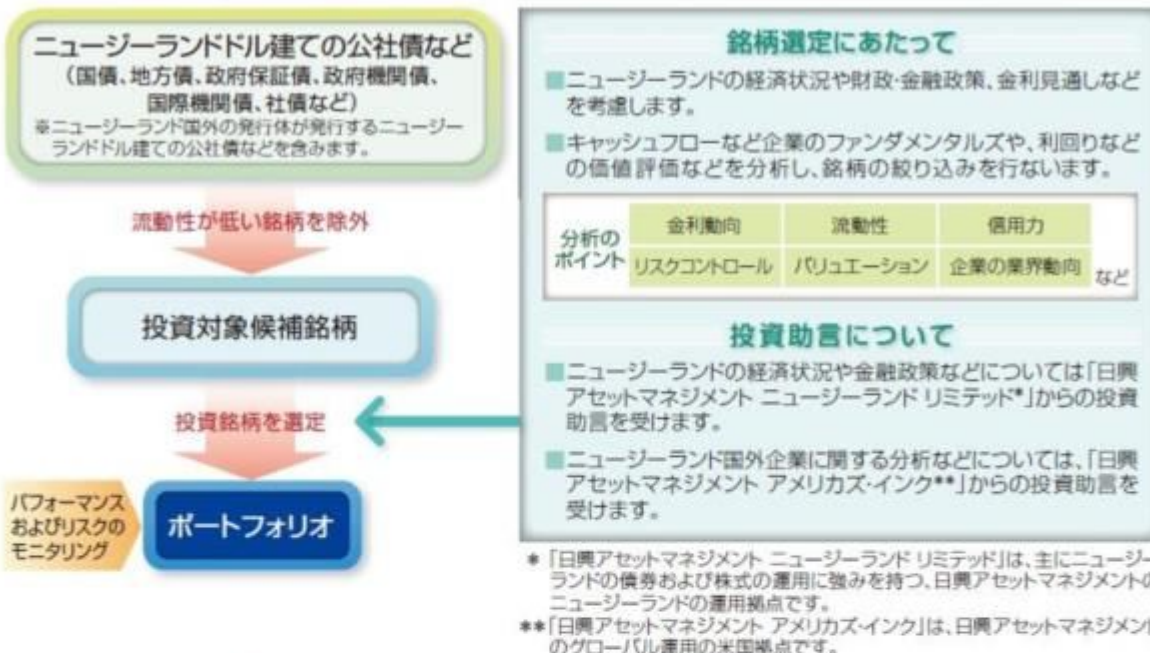 ニュージーランドドル建ての公社債など
(国債、地方債、政府保証債、政府機関債、
国際機関債、社債など)
※ニュージーランド国外の発行体が発行するニュージー
ランドドル建ての公社債などを含みます。
流動性が低い銘柄を除外
投資対象候補銘柄
投資銘柄を選定
パフォーマンス
およびリスクの
モニタリング
ポートフォリオ
銘柄選定にあたって
■ニュージーランドの経済状況や財政・金融政策、金利見通しなど
を考慮します。
■キャッシュフローなど企業のファンダメンタルズや、利回りなど
の価値評価などを分析し、銘柄の絞り込みを行ないます。
分析の
ポイント
金利動向 流動性 信用力
リスクコントロール バリュエーション 企業の業界動向 など
投資助言について
■ニュージーランドの経済状況や金融政策などについては「日興
アセットマネジメント ニュージーランド リミテッド*」からの投資
助言を受けます。
■ニュージーランド国外企業に関する分析などについては、「日興
アセットマネジメント アメリカズ・インク**」からの投資助言を
受けます。
*「日興アセットマネジメント ニュージーランド リミテッド」は、主にニュージー
ランドの債券および株式の運用に強みを持つ、日興アセットマネジメントの
ニュージーランドの運用拠点です。
**「日興アセットマネジメント アメリカズ・インク」は、日興アセットマネジメント
のグローバル運用の米国拠点です。